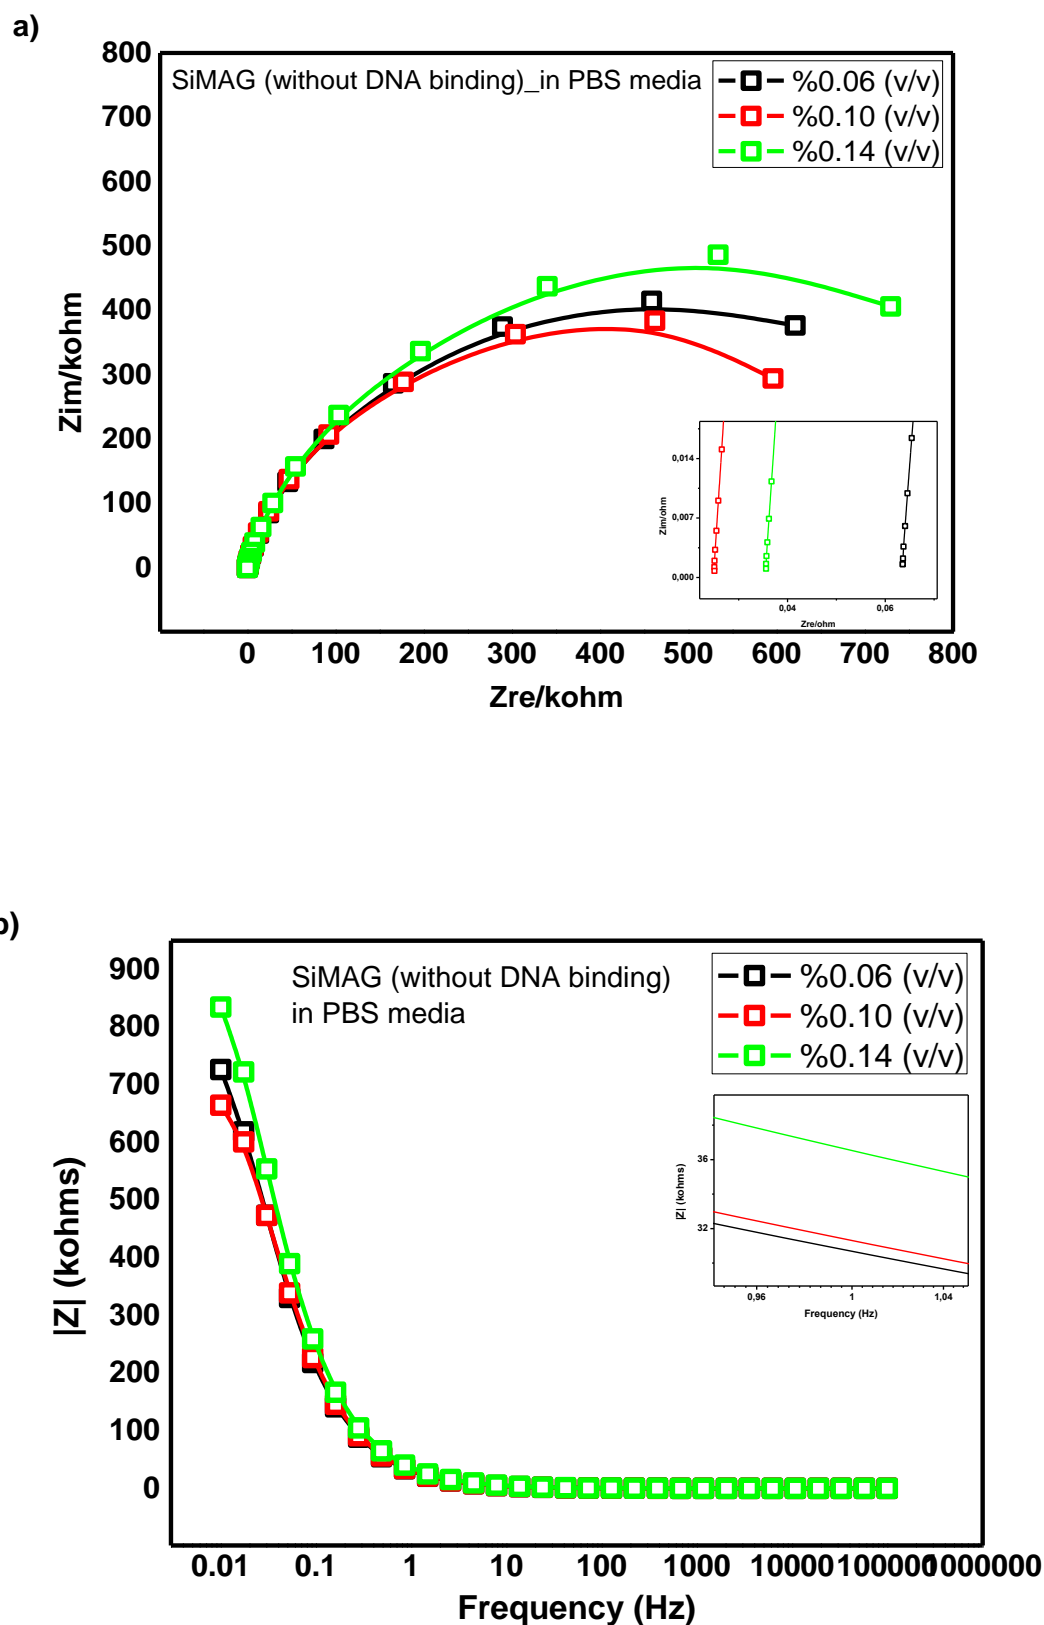 a)
800
700
600
500
400
300
200
100
0
Zim/kohm
SiMAG (without DNA binding)_in PBS media
%0.06 (v/v)
%0.10 (v/v)
%0.14 (v/v)
0,014
0,007
0,000
Zim/ohm
0,04 0,06
Zre/ohm
0 100 200 300 400 500 600 700 800
Zre/kohm
b)
900
800
700
600
500
400
300
200
100
0
|Z| (kohms)
SiMAG (without DNA binding)
in PBS media
%0.06 (v/v)
%0.10 (v/v)
%0.14 (v/v)
36
32
|Z| (kohms)
0,96 1 1,04
Frequency (Hz)
0.01 0.1 1 10 100 1000 10000 100000 1000000
Frequency (Hz)